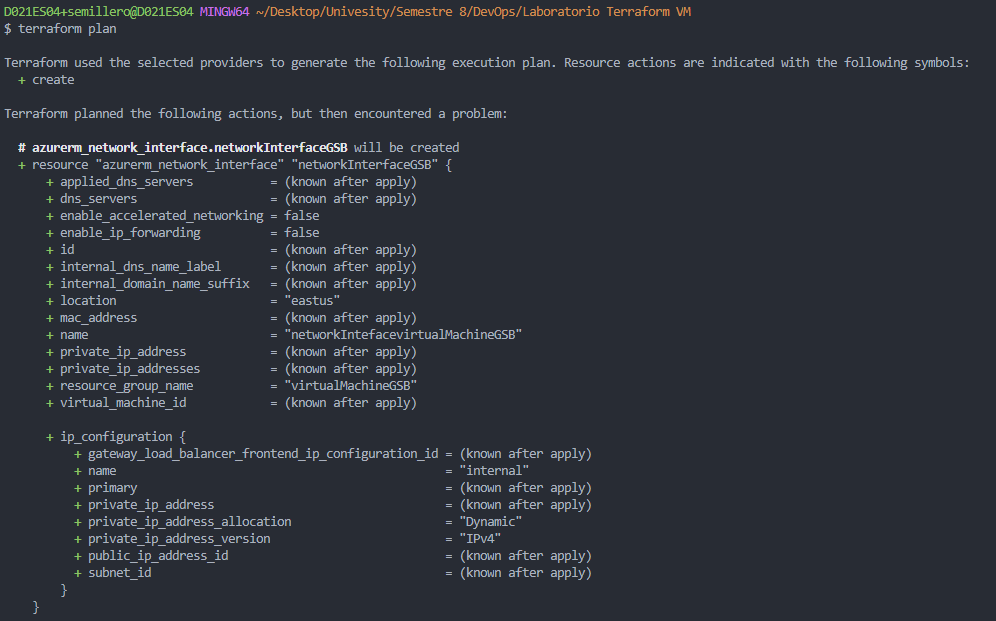 D021ES04+semillero@D021ES04 MINGW64 ~/Desktop/Univesity/Semestre 8/DevOps/Laboratorio Terraform VM
$ terraform plan
Terraform used the selected providers to generate the following execution plan. Resource actions are indicated with the following symbols:
+ create
Terraform planned the following actions, but then encountered a problem:
# azurerm_network_interface.networkInterfaceGSB will be created
+ resource "azurerm_network_interface" "networkInterfaceGSB" {
+ applied_dns_servers = (known after apply)
+ dns_servers = (known after apply)
+ enable_accelerated_networking = false
+ enable_ip_forwarding = false
+ id = (known after apply)
+ internal_dns_name_label = (known after apply)
+ internal_domain_name_suffix = (known after apply)
+ location = "eastus"
+ mac_address = (known after apply)
+ name = "networkIntefacevirtualMachineGSB"
+ private_ip_address = (known after apply)
+ private_ip_addresses = (known after apply)
+ resource_group_name = "virtualMachineGSB"
+ virtual_machine_id = (known after apply)
+ ip_configuration {
+ gateway_load_balancer_frontend_ip_configuration_id = (known after apply)
+ name = "internal"
+ primary = (known after apply)
+ private_ip_address = (known after apply)
+ private_ip_address_allocation = "Dynamic"
+ private_ip_address_version = "IPv4"
+ public_ip_address_id = (known after apply)
+ subnet_id = (known after apply)
}
}